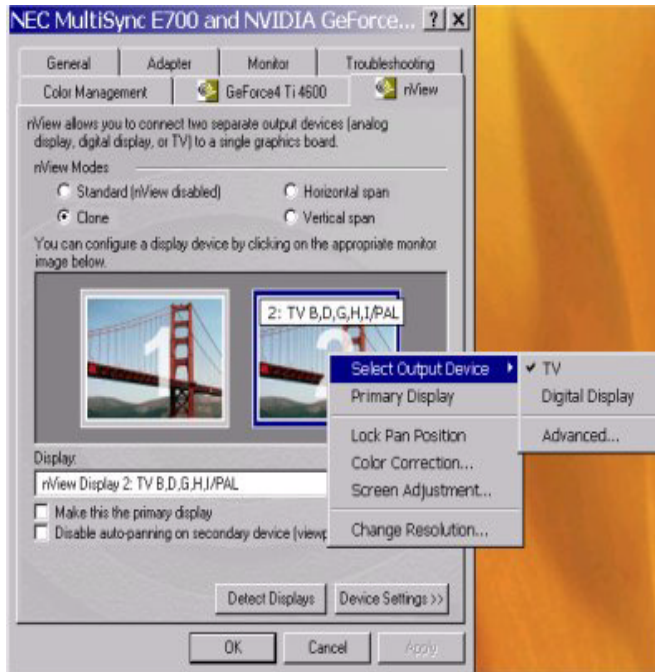 NEC MultiSync E700 and NVIDIA GeForce... ? X
General Adapter Monitor Troubleshooting
Color Management GeForce4 Ti 4600 nView
nView allows you to connect two separate output devices (analog
display, digital display, or TV) to a single graphics board.
nView Modes
Standard (nView disabled) Horizontal span
Clone Vertical span
You can configure a display device by clicking on the appropriate monitor
image below.
1
2: TV B,D,G,H,I/PAL
Select Output Device
Primary Display
Lock Pan Position
Color Correction...
Screen Adjustment...
Change Resolution...
TV
Digital Display
Advanced...
Display:
nView Display 2: TV B,D,G,H,I/PAL
Make this the primary display
Disable auto-panning on secondary device (viewp
Detect Displays Device Settings >>
OK Cancel Apply